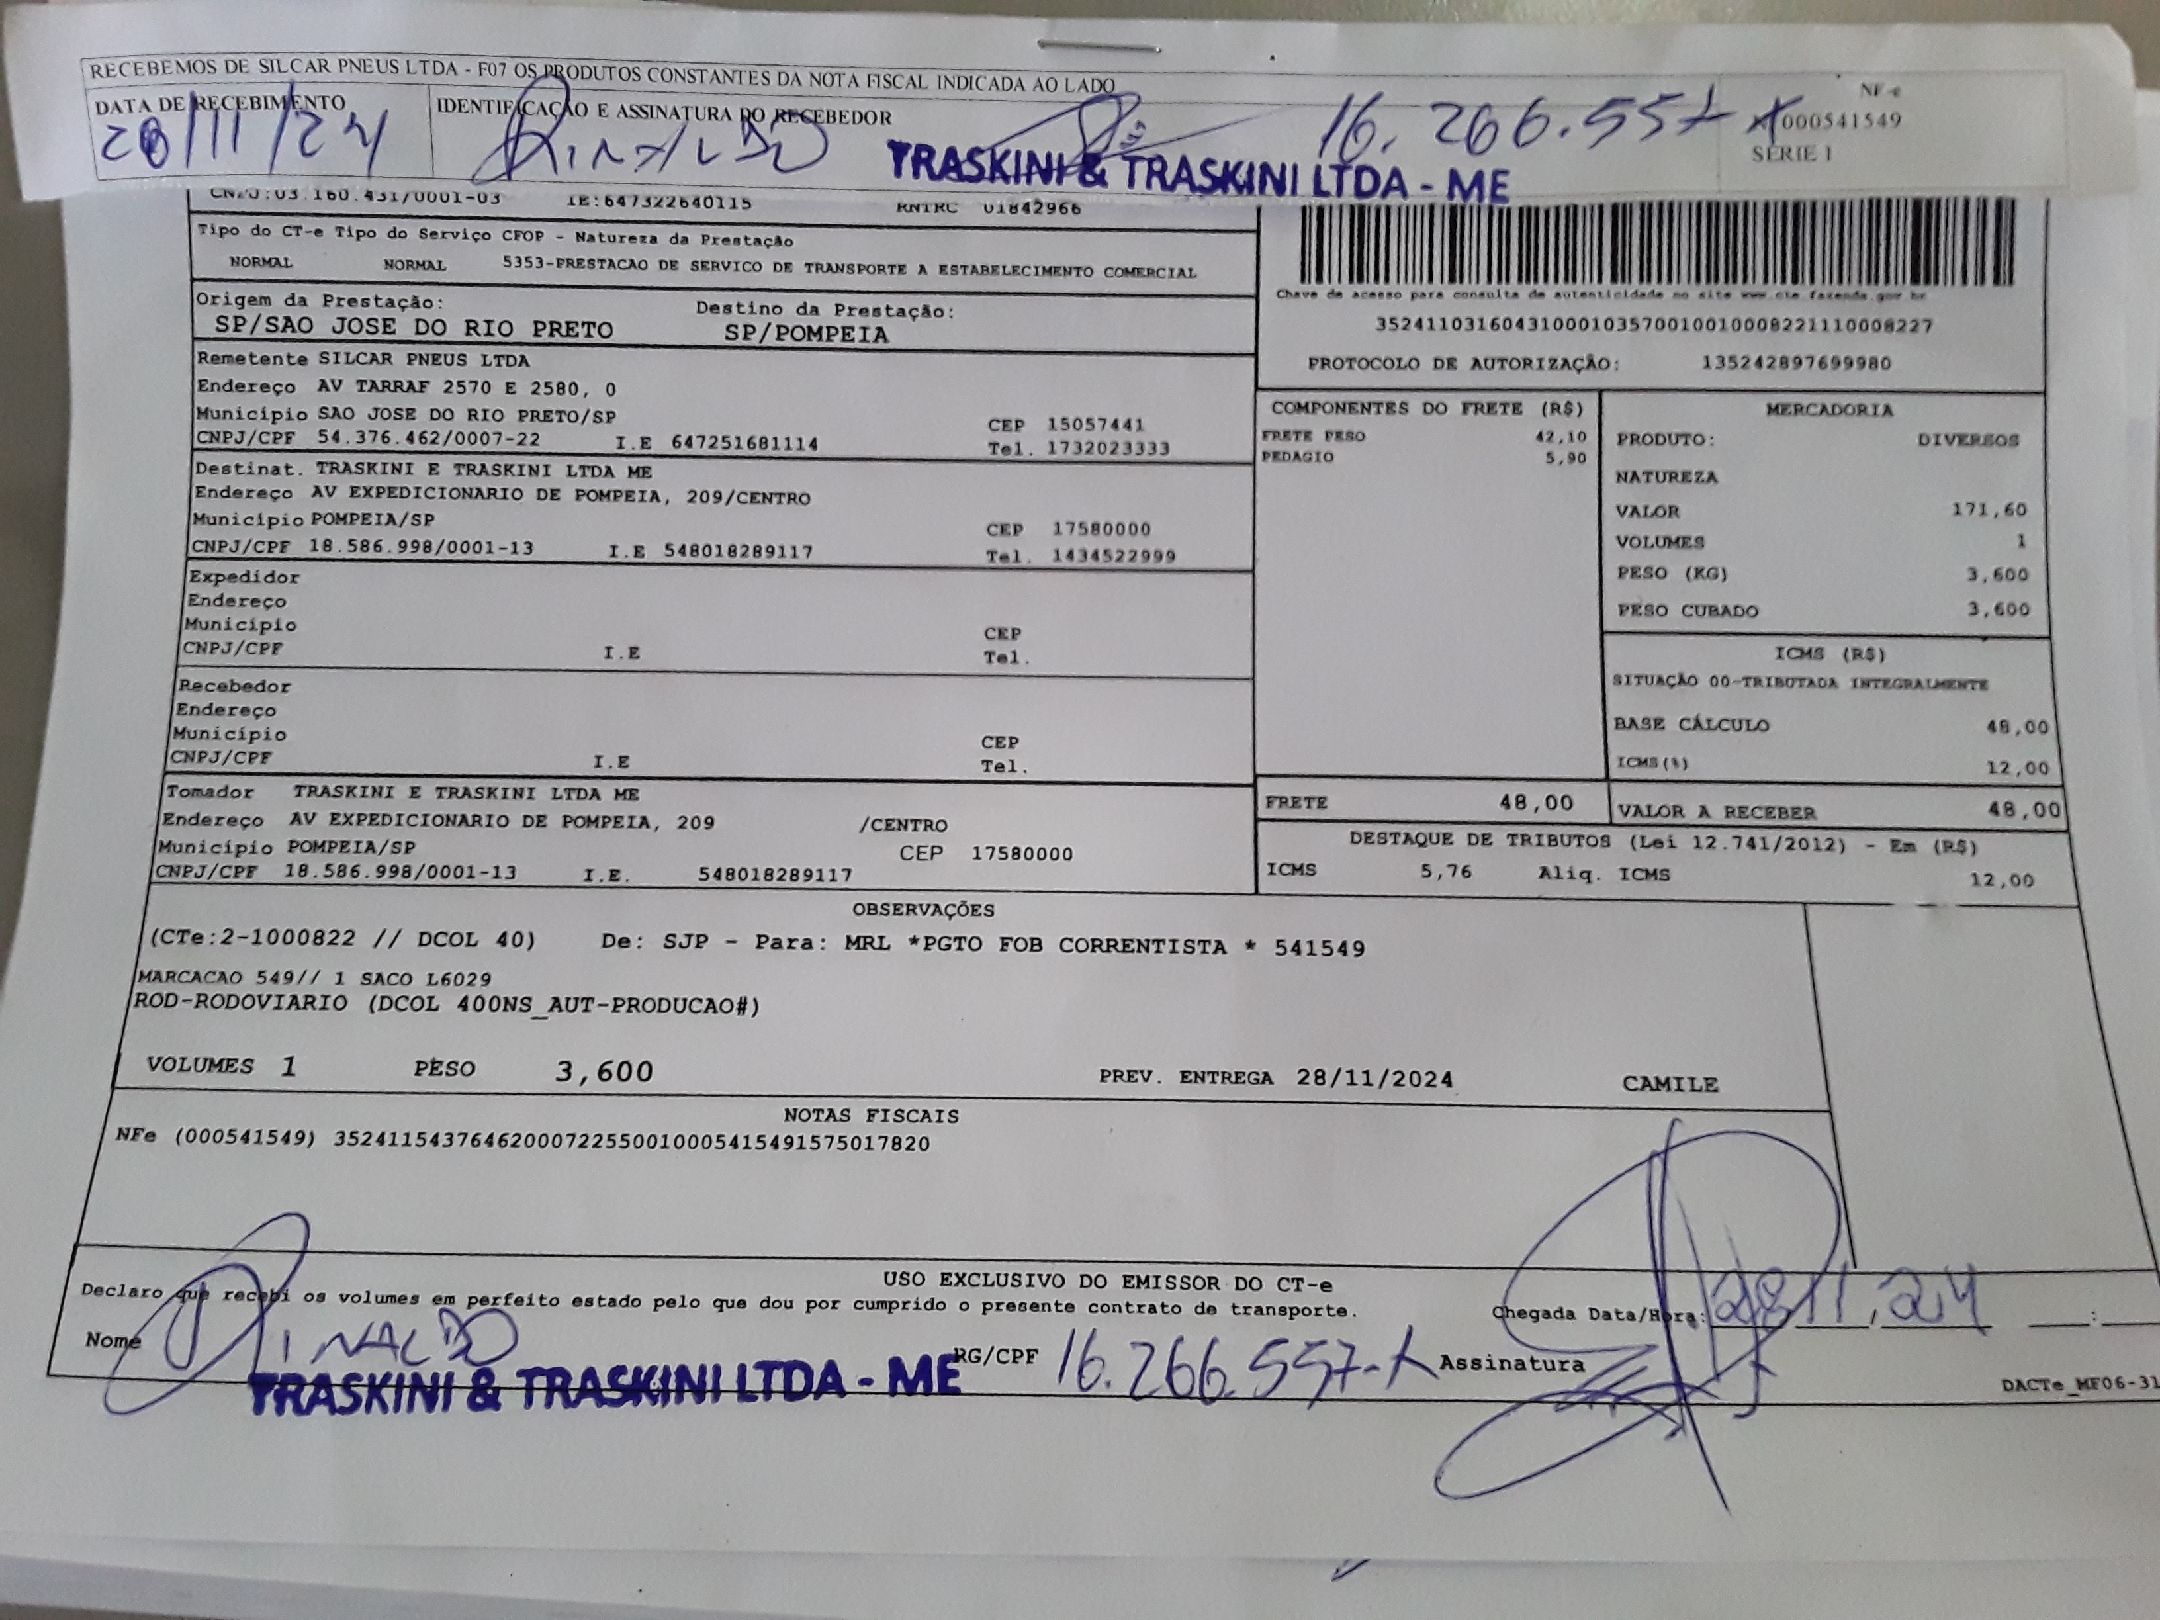 RECEBEMOS DE SILCAR PNEUS LTDA - F07 OS PRODUTOS CONSTANTES DA NOTA FISCAL INDICADA AO LADO
NF-e
DATA DE RECEBIMENTO IDENTIFICAÇÃO E ASSINATURA DO RECEBEDOR
000541549
SÉRIE 1
28/11/24 RINALDO 16.266.557-X
TRASKINI & TRASKINI LTDA - ME
CNPJ:03.160.431/0001-03 IE:647322640115 RNTRC 01842966
Tipo do CT-e Tipo do Serviço CFOP - Natureza da Prestação
NORMAL NORMAL 5353-PRESTACAO DE SERVICO DE TRANSPORTE A ESTABELECIMENTO COMERCIAL
Origem da Prestação: Destino da Prestação:
SP/SAO JOSE DO RIO PRETO SP/POMPEIA
Chave de acesso para consulta de autenticidade no site www.cte.fazenda.gov.br
35241103160431000103570010010008221110008227
PROTOCOLO DE AUTORIZAÇÃO: 135242897699980
Remetente SILCAR PNEUS LTDA
Endereço AV TARRAF 2570 E 2580, 0
Município SAO JOSE DO RIO PRETO/SP CEP 15057441
CNPJ/CPF 54.376.462/0007-22 I.E 647251681114 Tel. 1732023333
Destinat. TRASKINI E TRASKINI LTDA ME
Endereço AV EXPEDICIONARIO DE POMPEIA, 209/CENTRO
Município POMPEIA/SP CEP 17580000
CNPJ/CPF 18.586.998/0001-13 I.E 548018289117 Tel. 1434522999
Expedidor
Endereço
Município CEP
CNPJ/CPF I.E Tel.
Recebedor
Endereço
Município CEP
CNPJ/CPF I.E Tel.
Tomador TRASKINI E TRASKINI LTDA ME
Endereço AV EXPEDICIONARIO DE POMPEIA, 209 /CENTRO
Município POMPEIA/SP CEP 17580000
CNPJ/CPF 18.586.998/0001-13 I.E. 548018289117
COMPONENTES DO FRETE (R$)
FRETE PESO 42,10
PEDAGIO 5,90
MERCADORIA
PRODUTO: DIVERSOS
NATUREZA
VALOR 171,60
VOLUMES 1
PESO (KG) 3,600
PESO CUBADO 3,600
ICMS (R$)
SITUAÇÃO 00-TRIBUTADA INTEGRALMENTE
BASE CÁLCULO 48,00
ICMS(%) 12,00
FRETE 48,00 VALOR A RECEBER 48,00
DESTAQUE DE TRIBUTOS (Lei 12.741/2012) - Em (R$)
ICMS 5,76 Aliq. ICMS 12,00
OBSERVAÇÕES
(CTe:2-1000822 // DCOL 40) De: SJP - Para: MRL *PGTO FOB CORRENTISTA * 541549
MARCACAO 549// 1 SACO L6029
ROD-RODOVIARIO (DCOL 400NS_AUT-PRODUCAO#)
VOLUMES 1 PESO 3,600 PREV. ENTREGA 28/11/2024 CAMILE
NOTAS FISCAIS
NFe (000541549) 35241154376462000722550010005415491575017820
USO EXCLUSIVO DO EMISSOR DO CT-e
Declaro que recebi os volumes em perfeito estado pelo que dou por cumprido o presente contrato de transporte. Chegada Data/Hora: 28/11/24 :
Nome RINALDO RG/CPF 16.266.557-X Assinatura
TRASKINI & TRASKINI LTDA - ME
DACTe_MF06-31